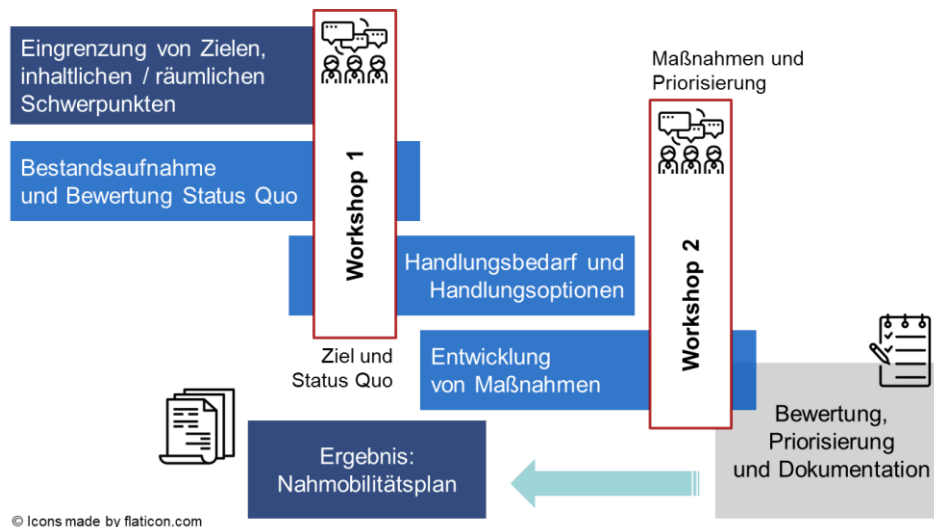 Eingrenzung von Zielen,
inhaltlichen / räumlichen
Schwerpunkten
Bestandsaufnahme
und Bewertung Status Quo
Workshop 1
Ziel und
Status Quo
Handlungsbedarf und
Handlungsoptionen
Maßnahmen und
Priorisierung
Workshop 2
Entwicklung
von Maßnahmen
Bewertung,
Priorisierung
und Dokumentation
Ergebnis:
Nahmobilitätsplan
© Icons made by flaticon.com